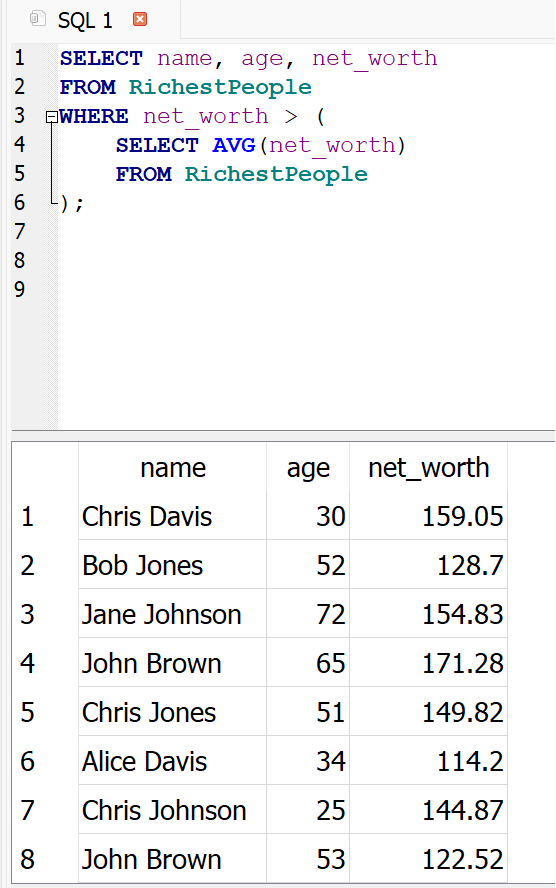 SQL 1
1 SELECT name, age, net_worth
2 FROM RichestPeople
3 WHERE net_worth > (
4 SELECT AVG(net_worth)
5 FROM RichestPeople
6 );
7
8
9
name age net_worth
1 Chris Davis 30 159.05
2 Bob Jones 52 128.7
3 Jane Johnson 72 154.83
4 John Brown 65 171.28
5 Chris Jones 51 149.82
6 Alice Davis 34 114.2
7 Chris Johnson 25 144.87
8 John Brown 53 122.52